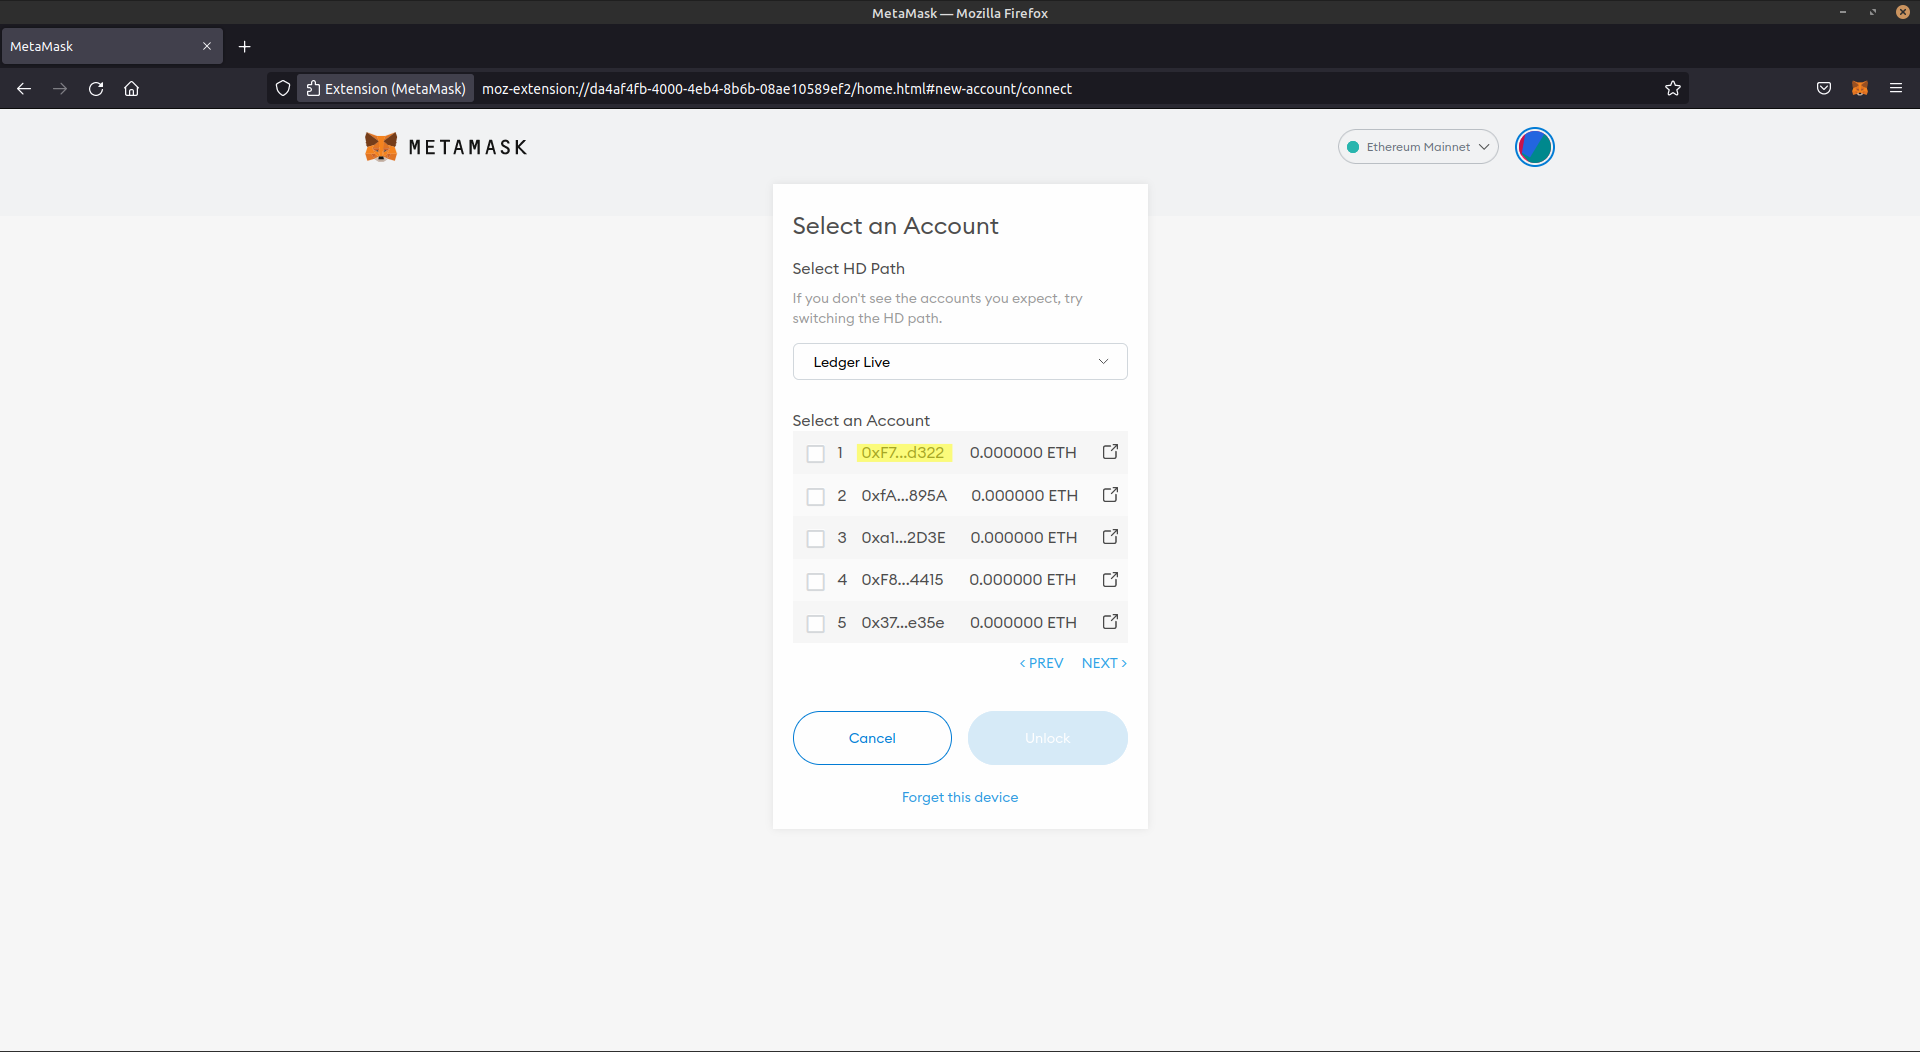 MetaMask — Mozilla Firefox
MetaMask
Extension (MetaMask) moz-extension://da4af4fb-4000-4eb4-8b6b-08ae10589ef2/home.html#new-account/connect
METAMASK
Ethereum Mainnet
Select an Account
Select HD Path
If you don't see the accounts you expect, try
switching the HD path.
Ledger Live
Select an Account
1 0xF7...d322 0.000000 ETH
2 0xfA...895A 0.000000 ETH
3 0xa1...2D3E 0.000000 ETH
4 0xF8...4415 0.000000 ETH
5 0x37...e35e 0.000000 ETH
< PREV NEXT >
Cancel Unlock
Forget this device